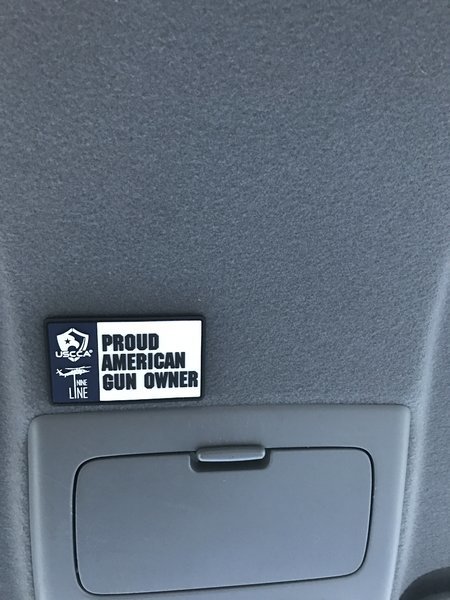 USCCA®
NINE
LINE
PROUD
AMERICAN
GUN OWNER